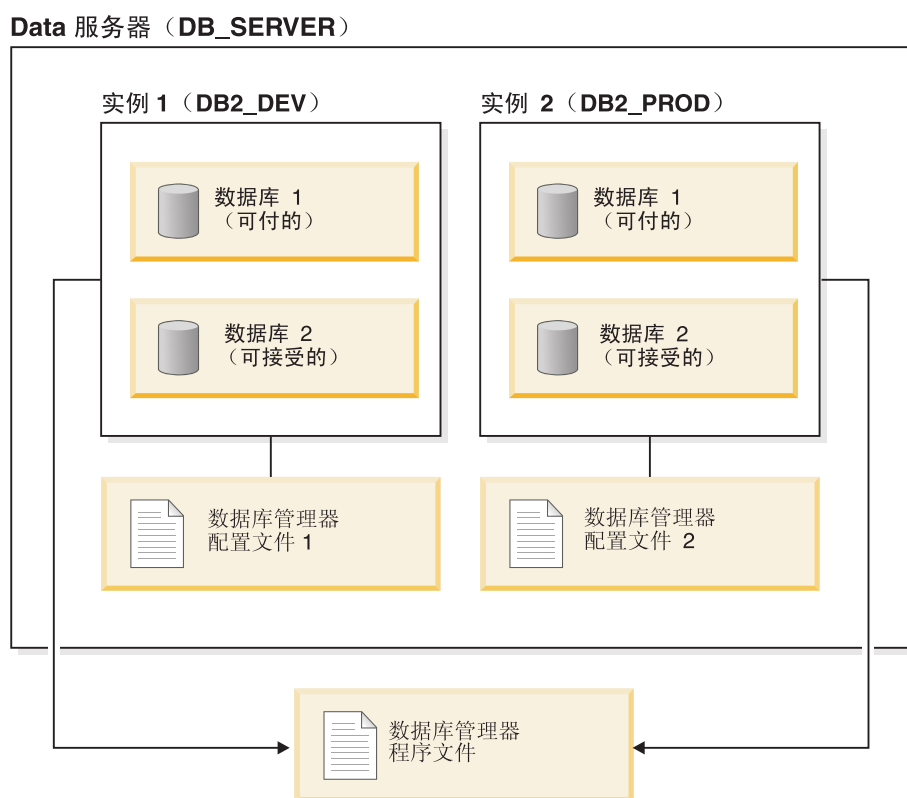 Data 服务器（DB_SERVER）
实例 1（DB2_DEV）
实例 2（DB2_PROD）
数据库 1
（可付的）
数据库 1
（可付的）
数据库 2
（可接受的）
数据库 2
（可接受的）
数据库管理器
配置文件 1
数据库管理器
配置文件 2
数据库管理器
程序文件